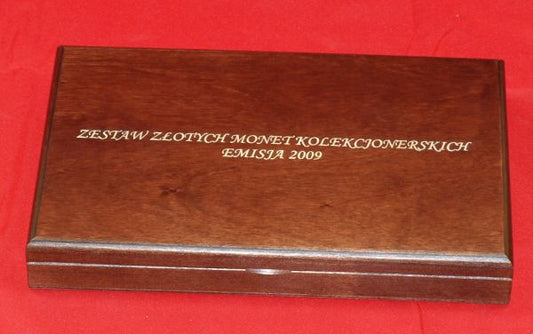 ZESTAW ZŁOTYCH MONET KOLEKCJONERSKICH
EMISJA 2009